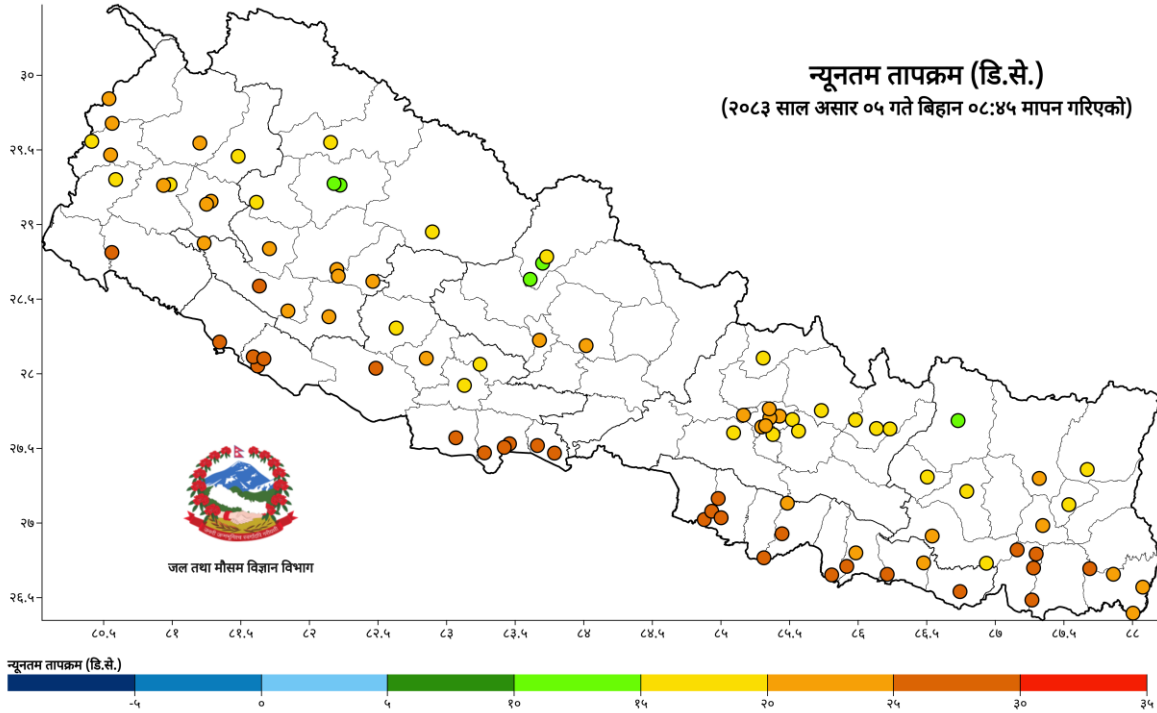 न्यूनतम तापक्रम (डि.से.)
(२०८३ साल असार ०५ गते बिहान ०८:४५ मापन गरिएको)
३०
२९.५
२९
२८.५
२८
२७.५
२७
२६.५
जल तथा मौसम विज्ञान विभाग
८०.५ ८१ ८१.५ ८२ ८२.५ ८३ ८३.५ ८४ ८४.५ ८५ ८५.५ ८६ ८६.५ ८७ ८७.५ ८८
न्यूनतम तापक्रम (डि.से.)
-५ ० ५ १० १५ २० २५ ३० ३५